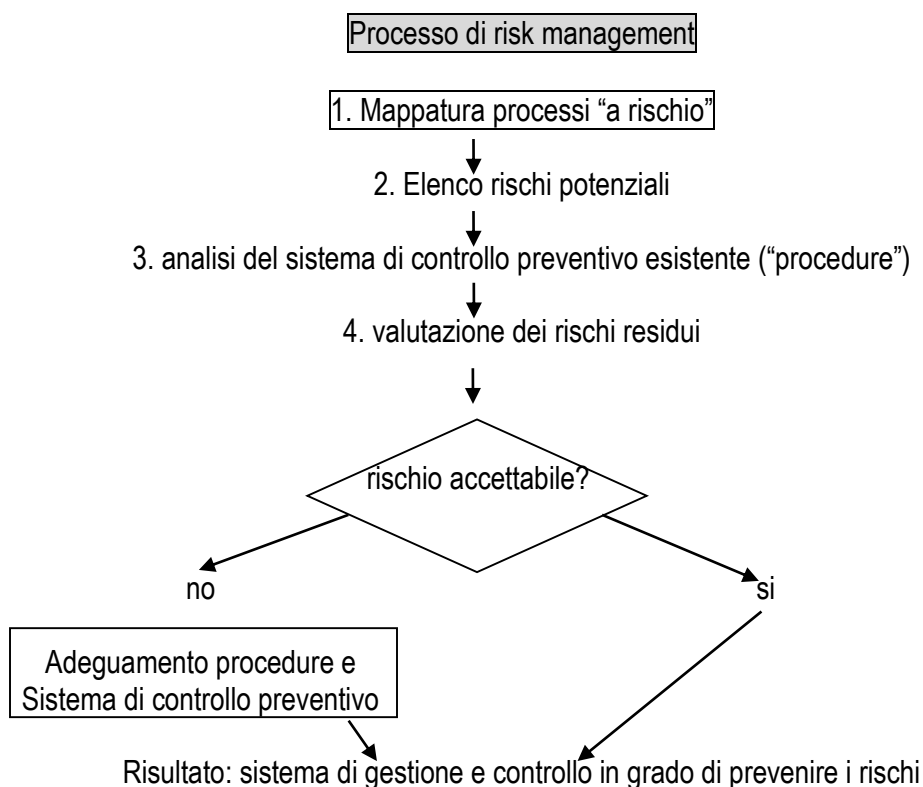 Processo di risk management
1. Mappatura processi “a rischio”
2. Elenco rischi potenziali
3. analisi del sistema di controllo preventivo esistente (“procedure”)
4. valutazione dei rischi residui
rischio accettabile?
no
si
Adeguamento procedure e
Sistema di controllo preventivo
Risultato: sistema di gestione e controllo in grado di prevenire i rischi